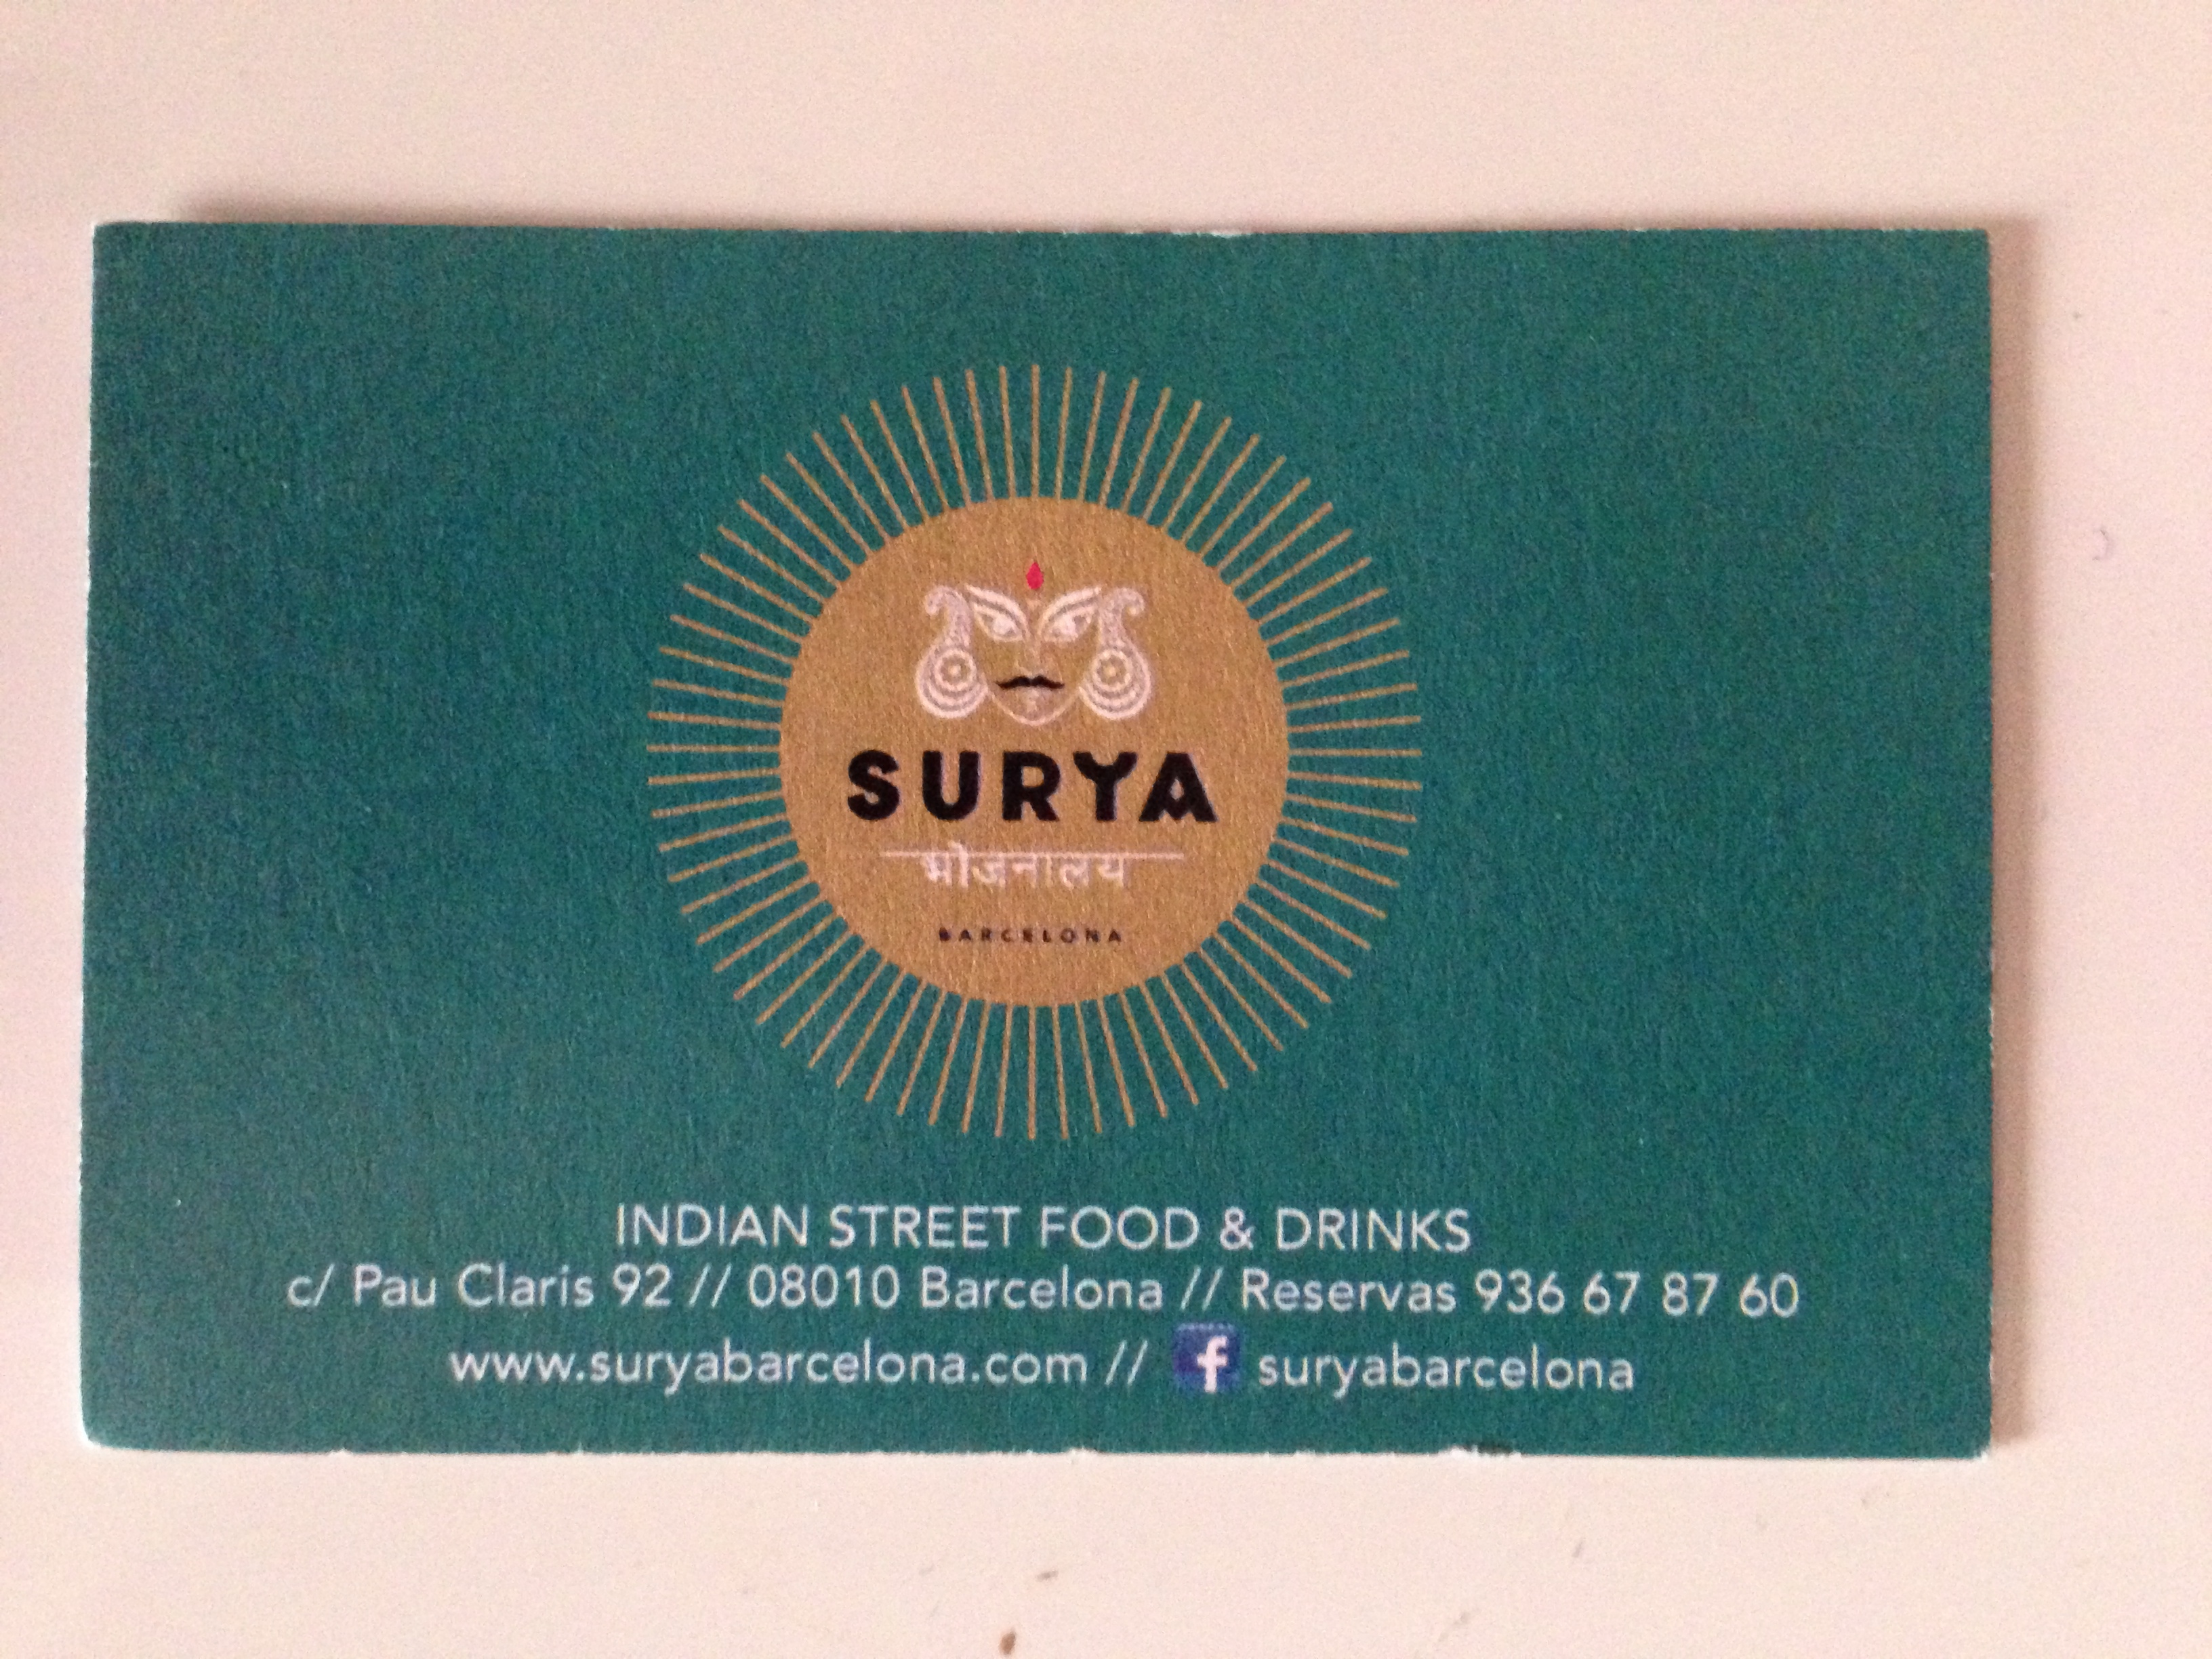 SURYA
भोजनालय
BARCELONA
INDIAN STREET FOOD & DRINKS
c/ Pau Claris 92 // 08010 Barcelona // Reservas 936 67 87 60
www.suryabarcelona.com // f suryabarcelona